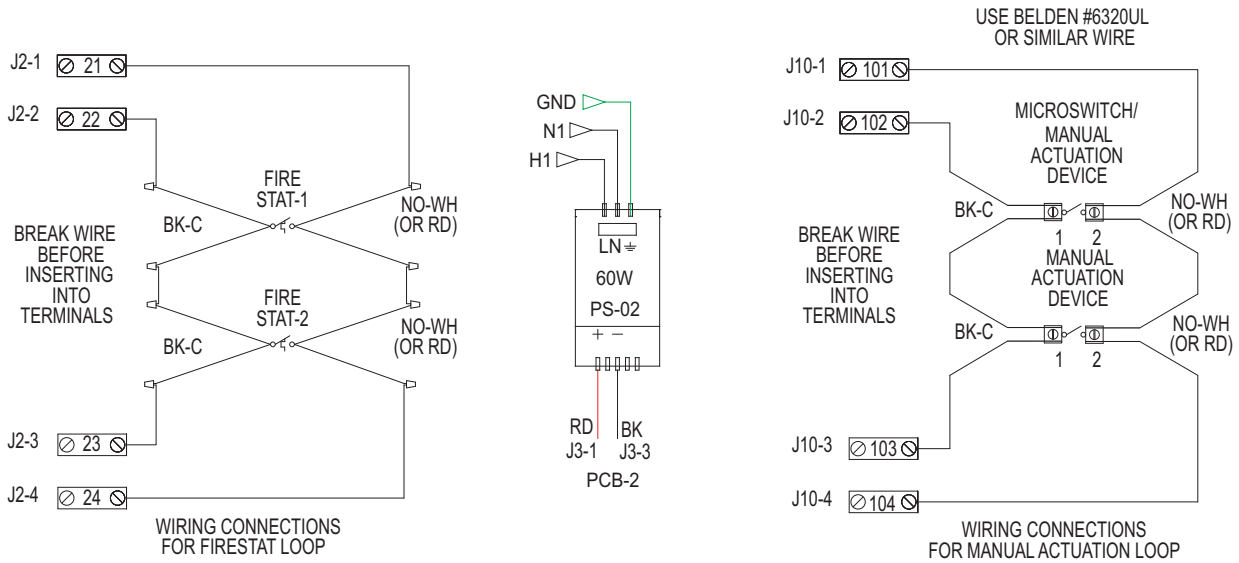 J2-1
21
J2-2
22
FIRE
STAT-1
BK-C
NO-WH
(OR RD)
BREAK WIRE
BEFORE
INSERTING
INTO
TERMINALS
FIRE
STAT-2
BK-C
NO-WH
(OR RD)
J2-3
23
J2-4
24
WIRING CONNECTIONS
FOR FIRESTAT LOOP
GND
N1
H1
LN
60W
PS-02
+ −
RD
BK
J3-1
J3-3
PCB-2
USE BELDEN #6320UL
OR SIMILAR WIRE
J10-1
101
J10-2
102
MICROSWITCH/
MANUAL
ACTUATION
DEVICE
BK-C
NO-WH
(OR RD)
1 2
BREAK WIRE
BEFORE
INSERTING
INTO
TERMINALS
MANUAL
ACTUATION
DEVICE
BK-C
NO-WH
(OR RD)
1 2
J10-3
103
J10-4
104
WIRING CONNECTIONS
FOR MANUAL ACTUATION LOOP